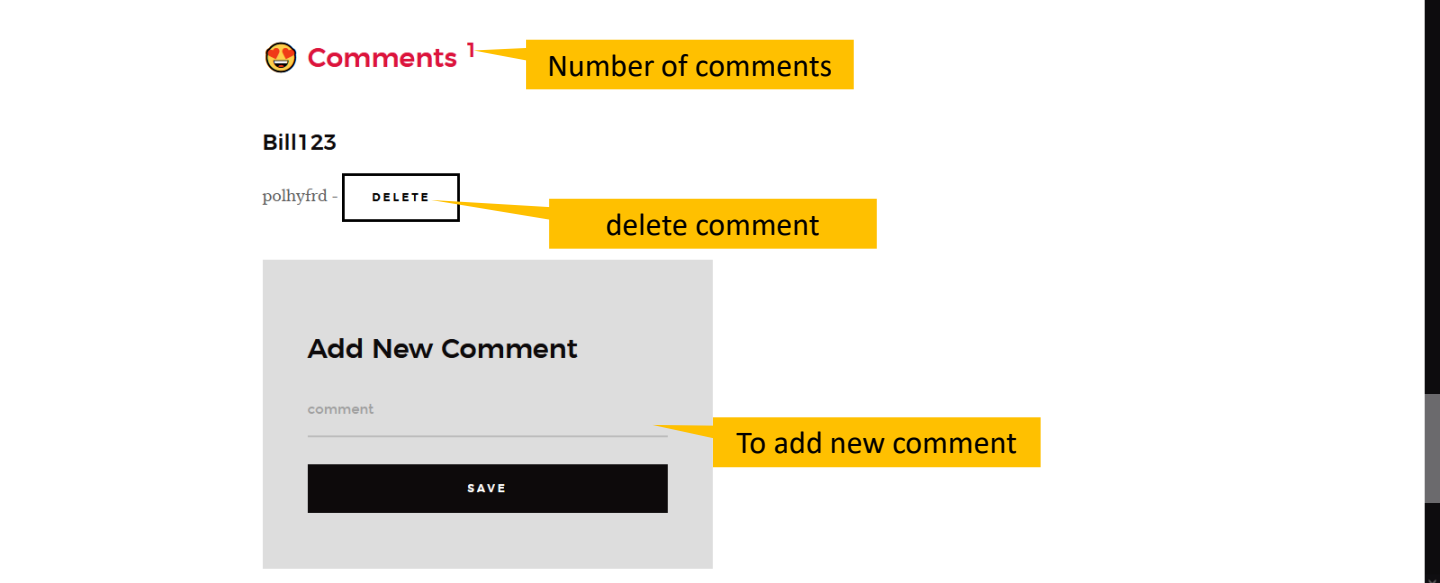 Comments 1
Number of comments
Bill123
polhyfrd - DELETE
delete comment
Add New Comment
comment
To add new comment
SAVE